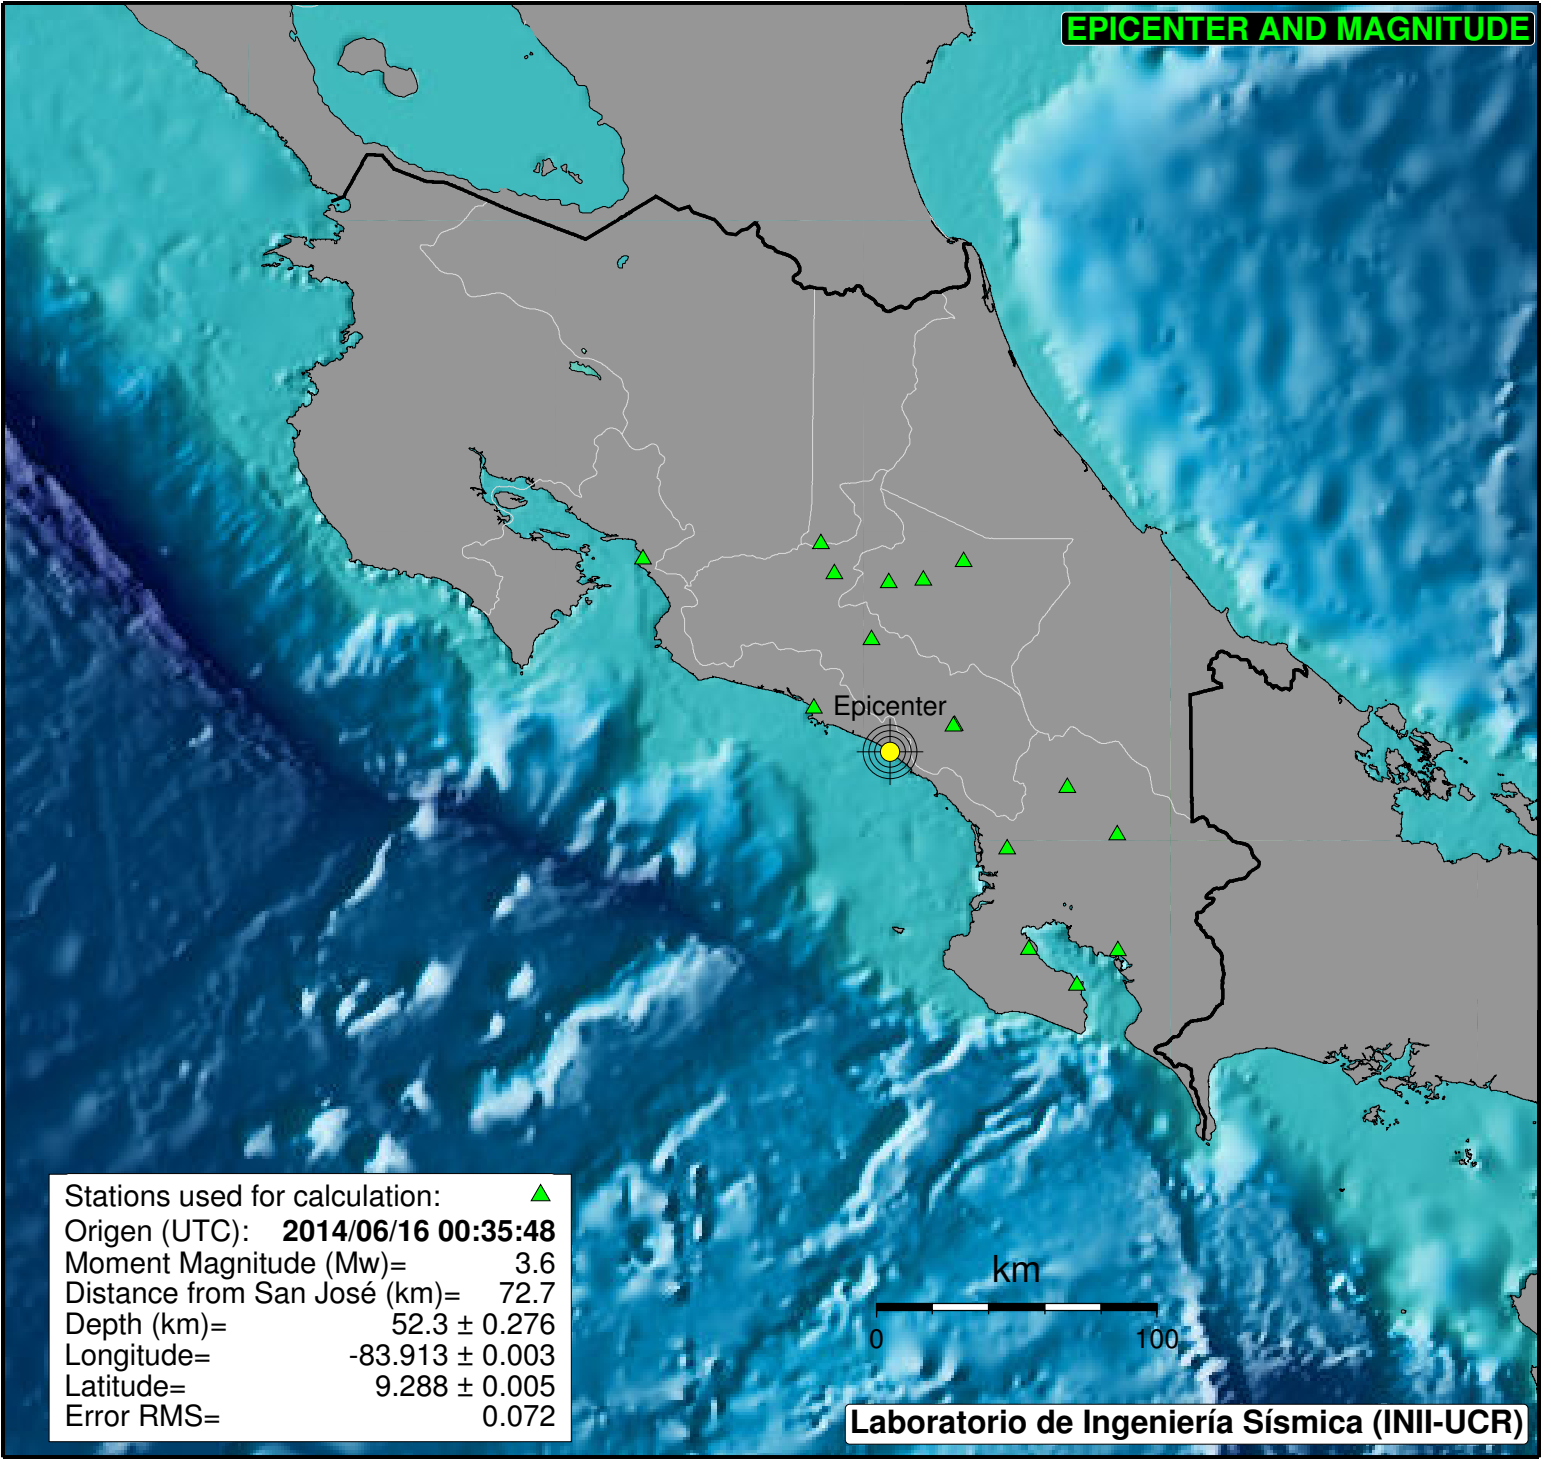 EPICENTER AND MAGNITUDE
Epicenter
Stations used for calculation:
Origen (UTC): 2014/06/16 00:35:48
Moment Magnitude (Mw)= 3.6
Distance from San José (km)= 72.7
Depth (km)= 52.3 ± 0.276
Longitude= -83.913 ± 0.003
Latitude= 9.288 ± 0.005
Error RMS= 0.072
km
0 100
Laboratorio de Ingeniería Sísmica (INII-UCR)